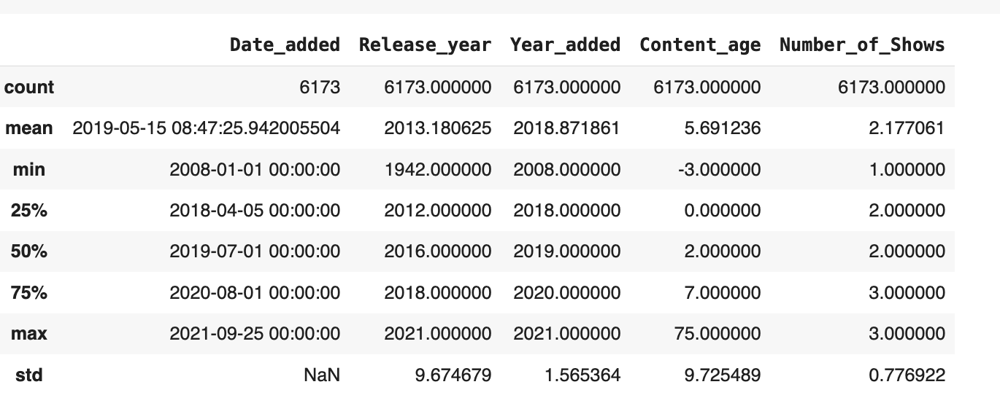 Date_added Release_year Year_added Content_age Number_of_Shows
count 6173 6173.000000 6173.000000 6173.000000 6173.000000
mean 2019-05-15 08:47:25.942005504 2013.180625 2018.871861 5.691236 2.177061
min 2008-01-01 00:00:00 1942.000000 2008.000000 -3.000000 1.000000
25% 2018-04-05 00:00:00 2012.000000 2018.000000 0.000000 2.000000
50% 2019-07-01 00:00:00 2016.000000 2019.000000 2.000000 2.000000
75% 2020-08-01 00:00:00 2018.000000 2020.000000 7.000000 3.000000
max 2021-09-25 00:00:00 2021.000000 2021.000000 75.000000 3.000000
std NaN 9.674679 1.565364 9.725489 0.776922